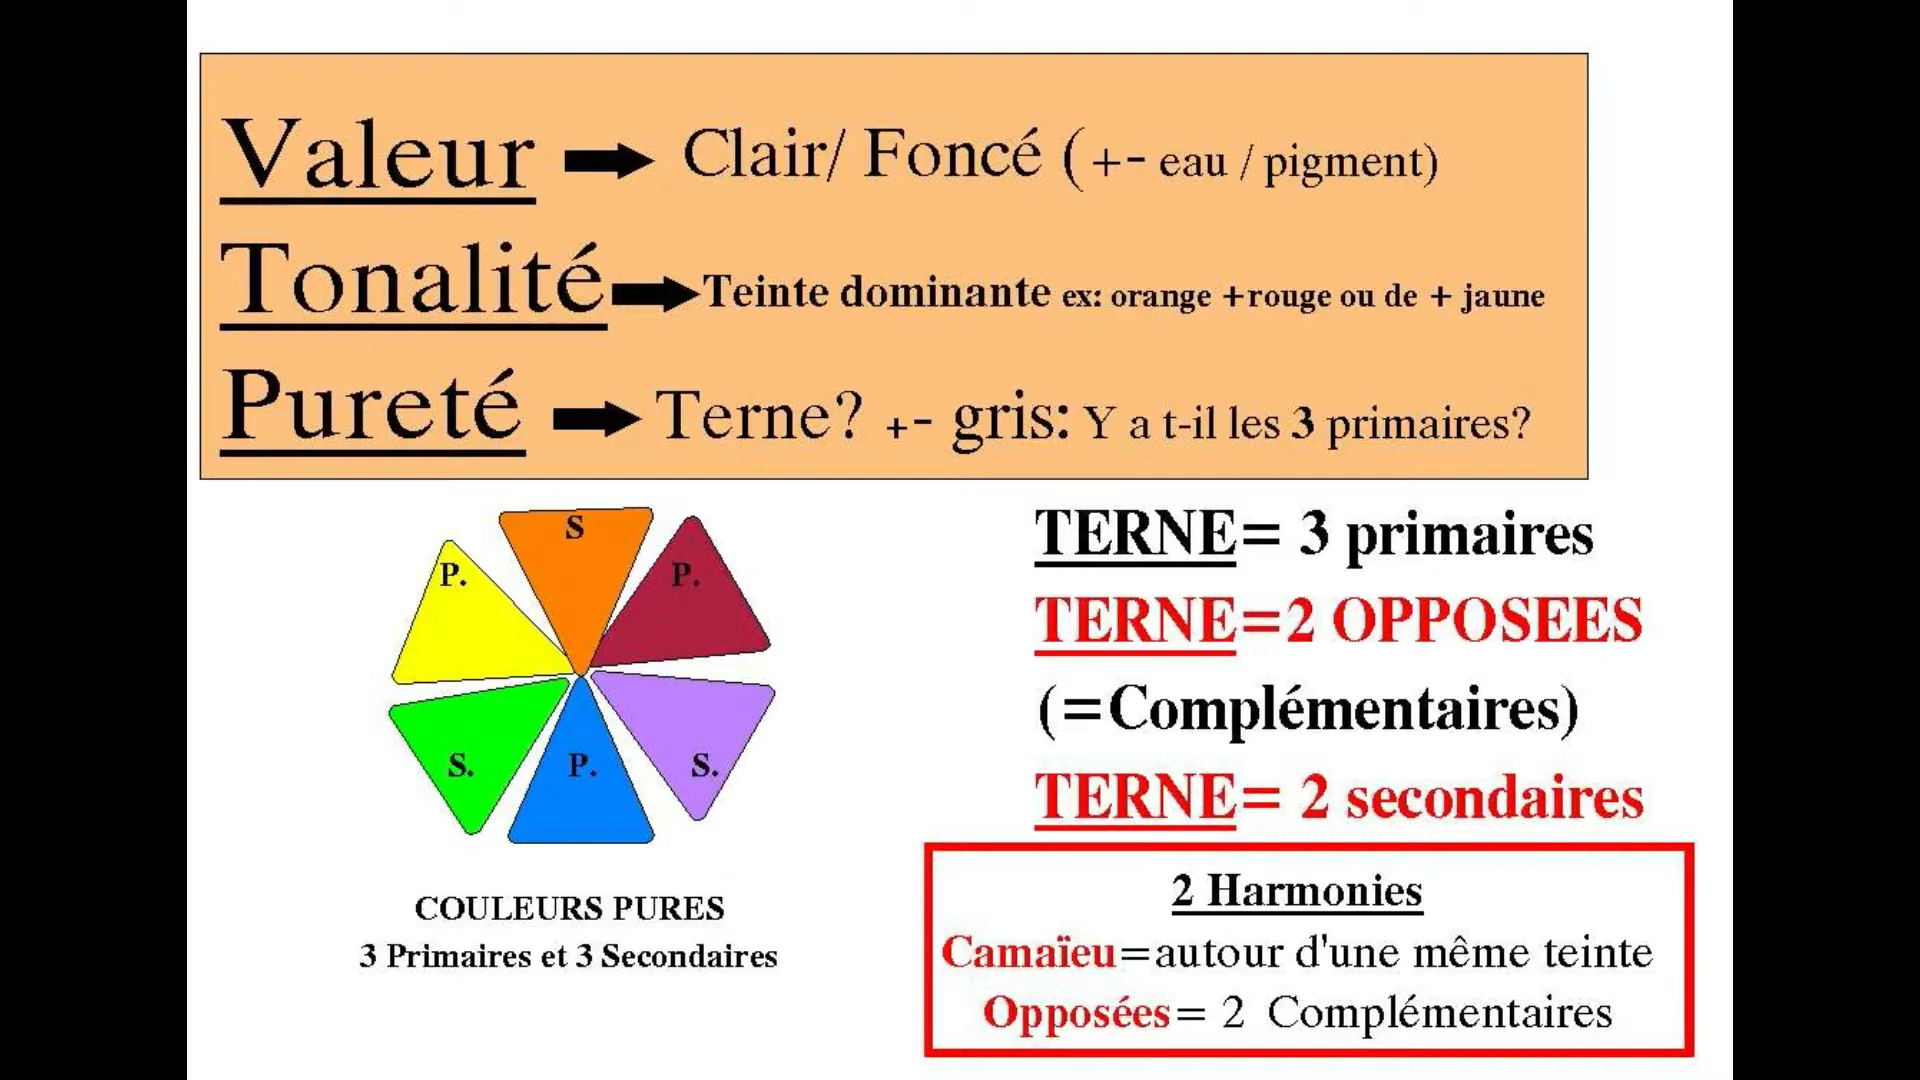 Valeur → Clair/ Foncé (+- eau / pigment)
Tonalité → Teinte dominante ex: orange +rouge ou de + jaune
Pureté → Terne? +- gris: Y a t-il les 3 primaires?
S
P.
P.
S.
P.
S.
COULEURS PURES
3 Primaires et 3 Secondaires
TERNE= 3 primaires
TERNE=2 OPPOSEES
(=Complémentaires)
TERNE= 2 secondaires
2 Harmonies
Camaïeu=autour d'une même teinte
Opposées= 2 Complémentaires